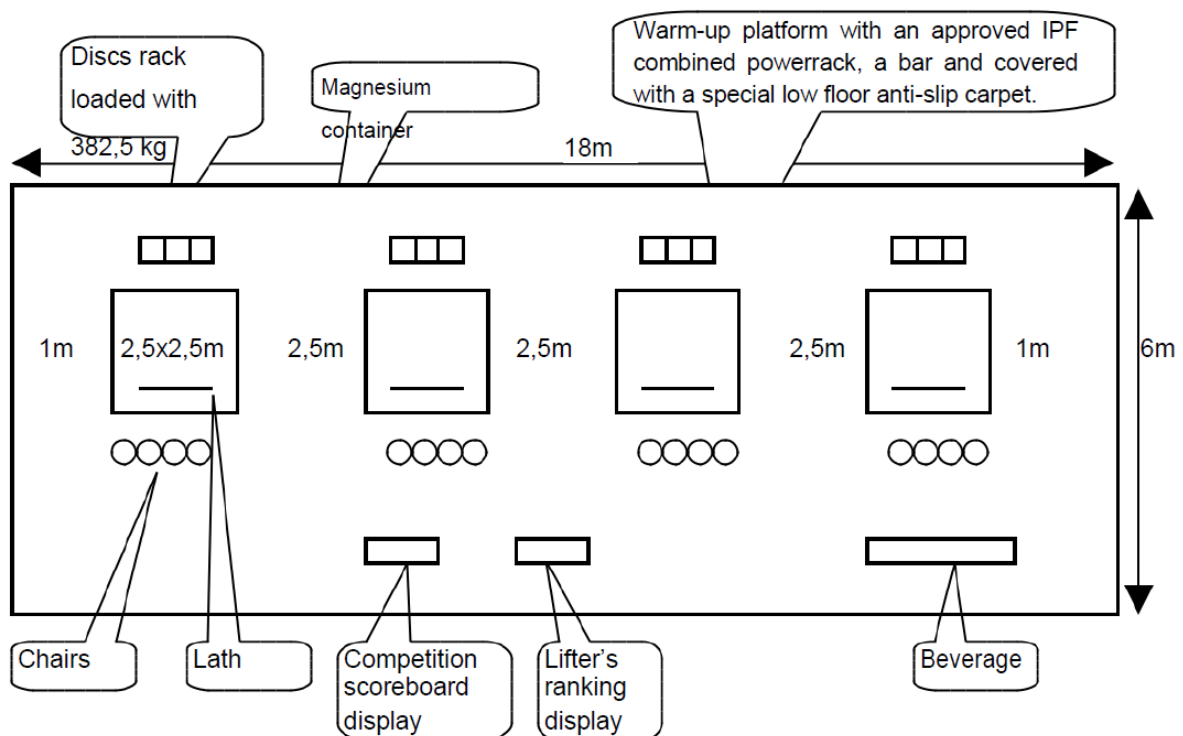 Discs rack
loaded with
382,5 kg
Magnesium
container
Warm-up platform with an approved IPF
combined powerrack, a bar and covered
with a special low floor anti-slip carpet.
18m
1m
2,5x2,5m
2,5m
2,5m
2,5m
1m
6m
Chairs
Lath
Competition
scoreboard
display
Lifter's
ranking
display
Beverage